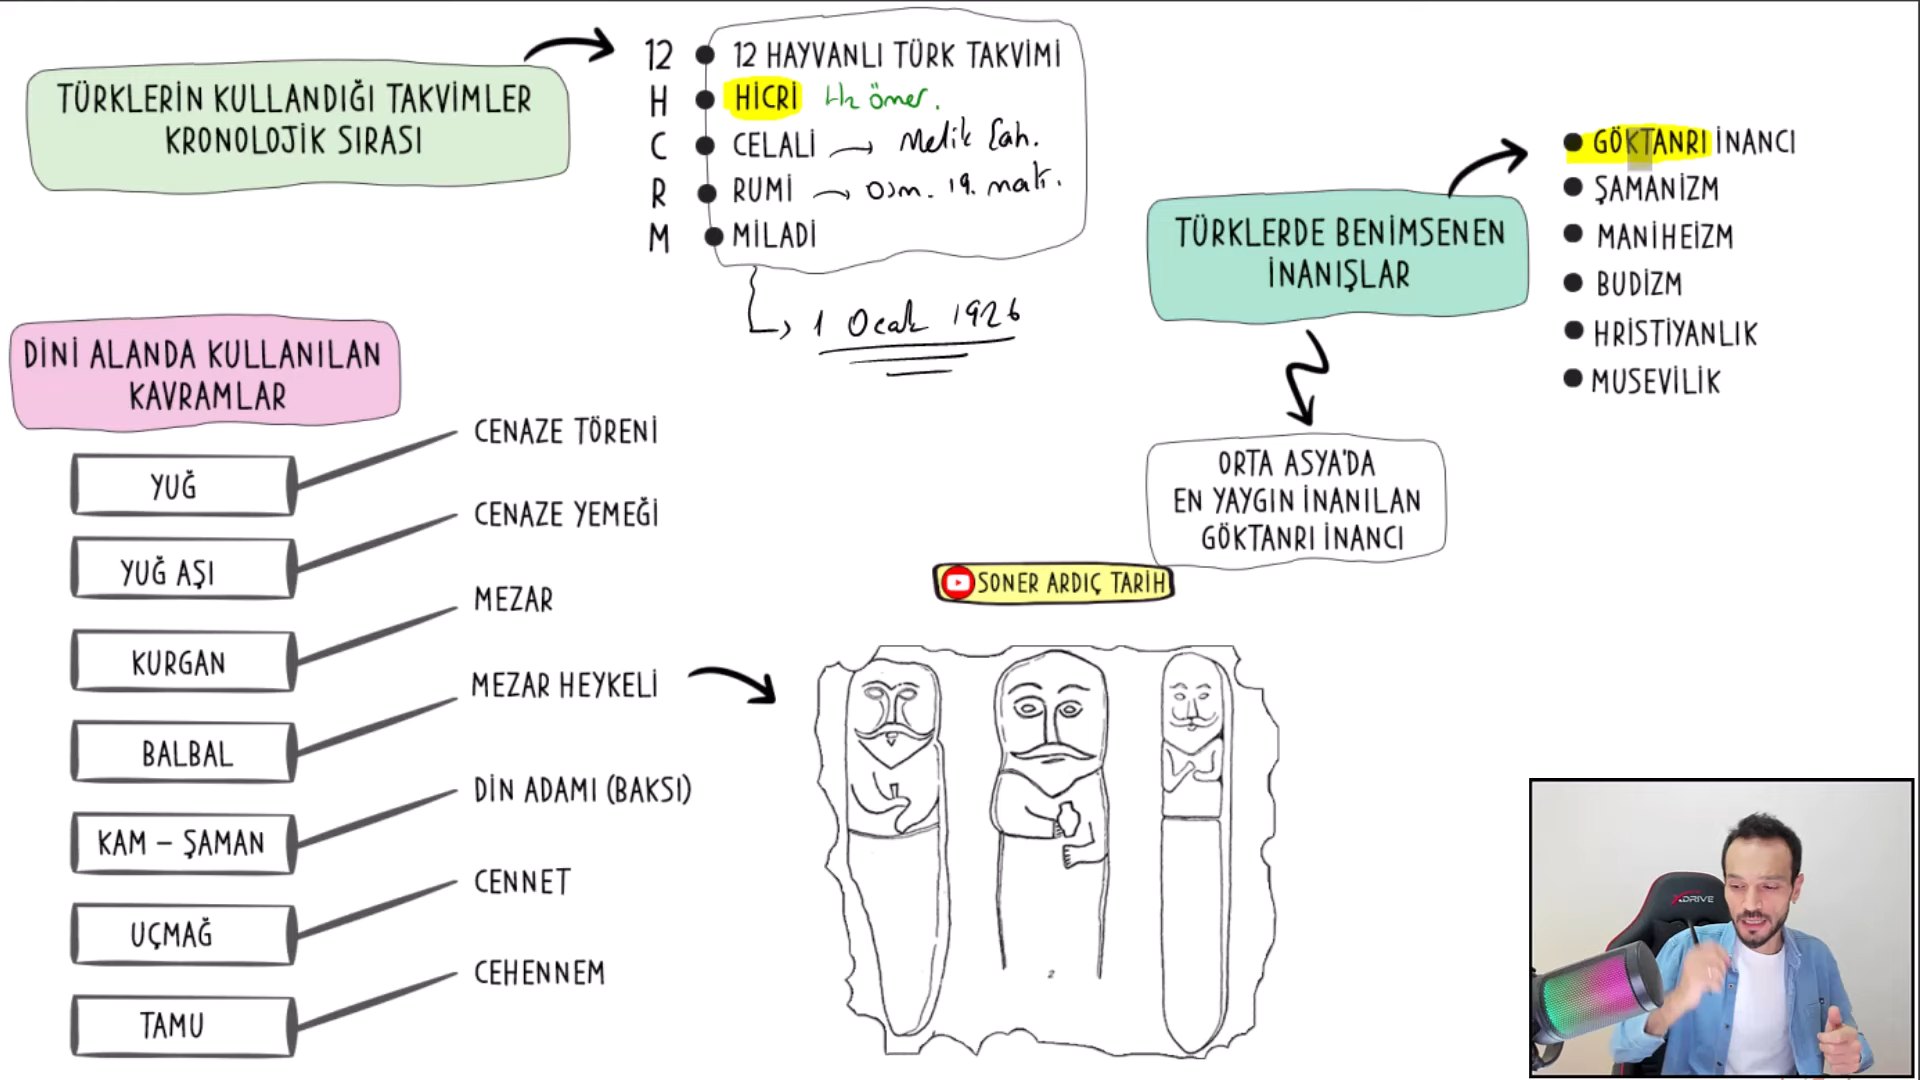 TÜRKLERİN KULLANDIĞI TAKVİMLER
KRONOLOJİK SIRASI
12 ● 12 HAYVANLI TÜRK TAKVİMİ
H ● HİCRİ Hz Ömer.
C ● CELALİ → Melik Şah.
R ● RUMİ → Osm. 19.
M ● MİLADİ
→ 1 Ocak 1926
TÜRKLERDE BENİMSENEN
İNANIŞLAR
● GÖKTANRI İNANCI
● ŞAMANİZM
● MANİHEİZM
● BUDİZM
● HRİSTİYANLIK
● MUSEVİLİK
ORTA ASYA'DA
EN YAYGIN İNANILAN
GÖKTANRI İNANCI
SONER ARDIÇ TARİH
DİNİ ALANDA KULLANILAN
KAVRAMLAR
YUĞ
CENAZE TÖRENİ
YUĞ AŞI
CENAZE YEMEĞİ
KURGAN
MEZAR
BALBAL
MEZAR HEYKELİ
KAM – ŞAMAN
DİN ADAMI (BAKSI)
UÇMAĞ
CENNET
TAMU
CEHENNEM
2
XDRIVE